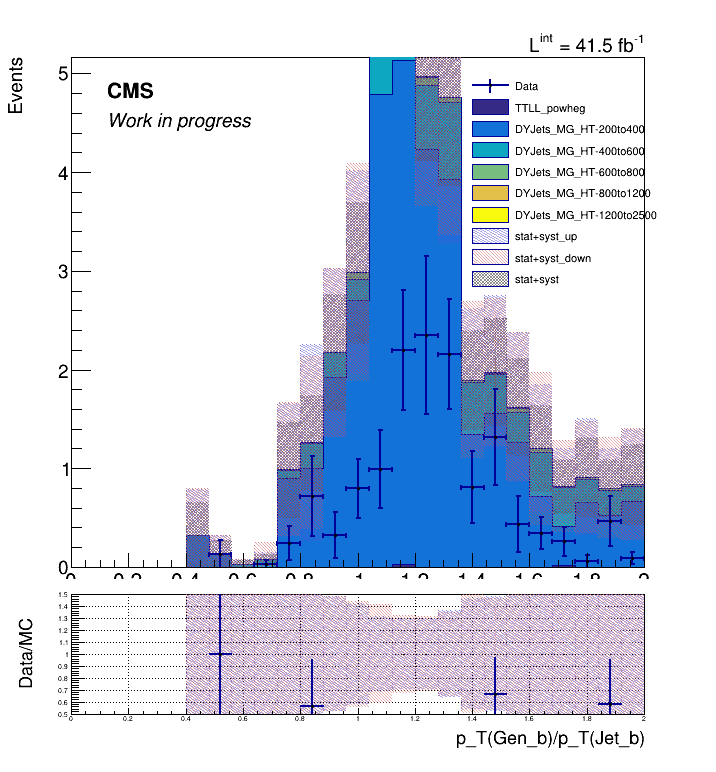 L^int = 41.5 fb^-1
Events
CMS
Work in progress
Data
TTLL_powheg
DYJets_MG_HT-200to400
DYJets_MG_HT-400to600
DYJets_MG_HT-600to800
DYJets_MG_HT-800to1200
DYJets_MG_HT-1200to2500
stat+syst_up
stat+syst_down
stat+syst
5
4
3
2
1
0
0 0.2 0.4 0.6 0.8 1 1.2 1.4 1.6 1.8 2
Data/MC
1.5
1.4
1.3
1.2
1.1
1
0.9
0.8
0.7
0.6
0.5
0 0.2 0.4 0.6 0.8 1 1.2 1.4 1.6 1.8 2
p_T(Gen_b)/p_T(Jet_b)